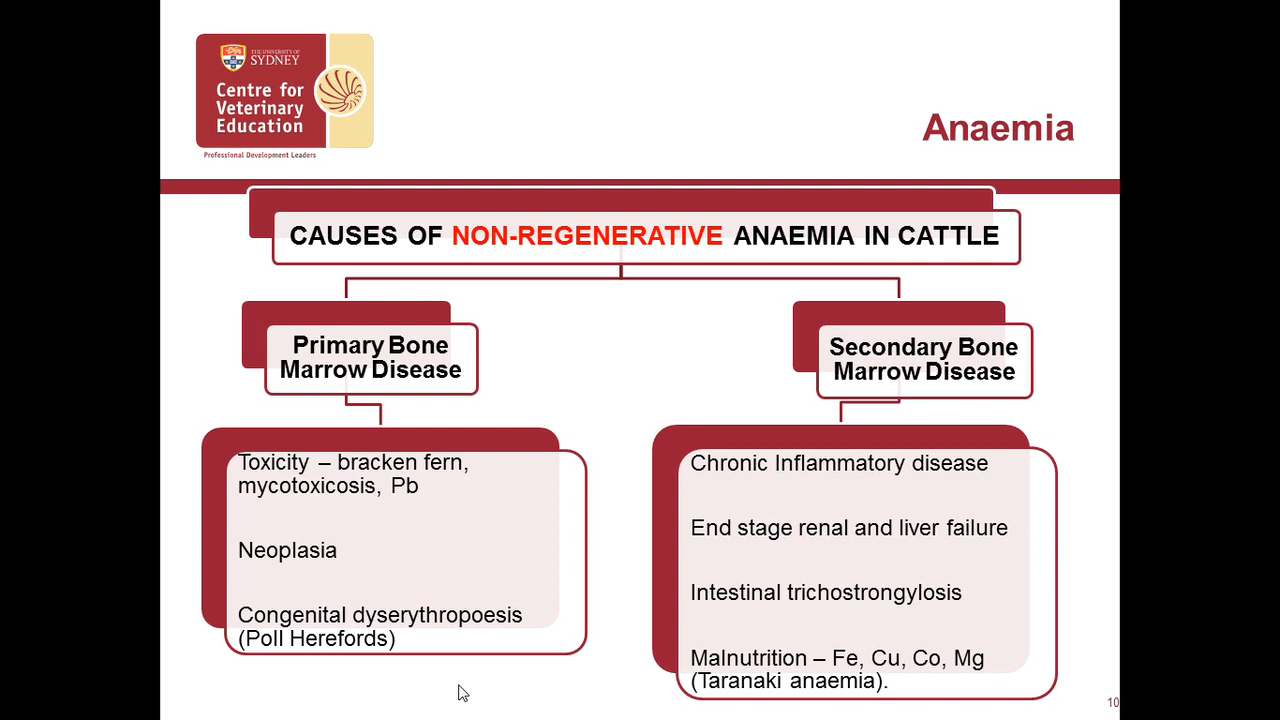 THE UNIVERSITY OF
SYDNEY
Centre for
Veterinary
Education
Professional Development Leaders
Anaemia
CAUSES OF NON-REGENERATIVE ANAEMIA IN CATTLE
Primary Bone
Marrow Disease
Secondary Bone
Marrow Disease
Toxicity – bracken fern,
mycotoxicosis, Pb
Neoplasia
Congenital dyserythropoesis
(Poll Herefords)
Chronic Inflammatory disease
End stage renal and liver failure
Intestinal trichostrongylosis
Malnutrition – Fe, Cu, Co, Mg
(Taranaki anaemia).
10